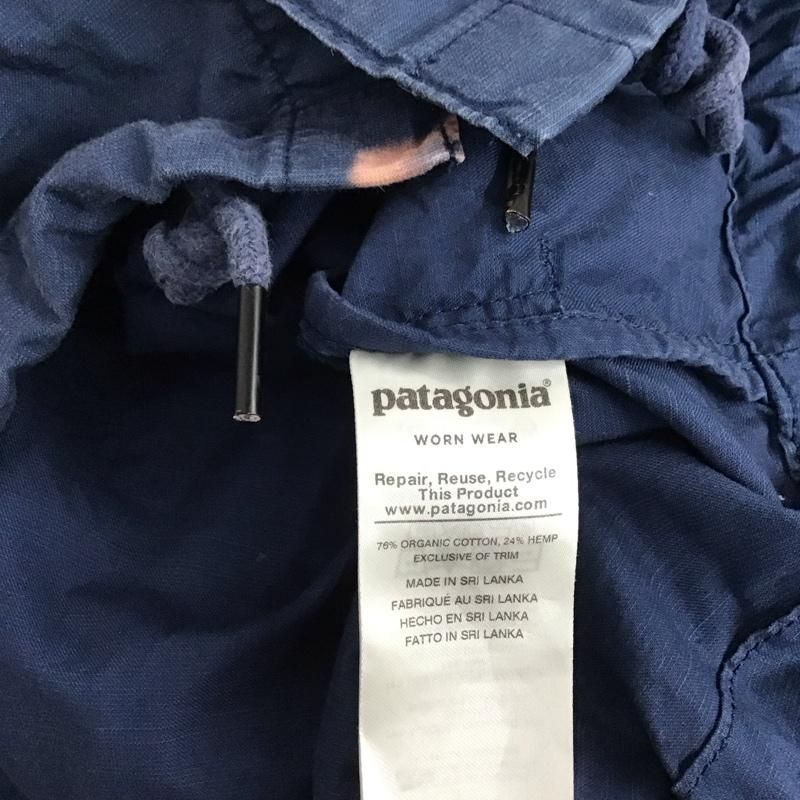 patagonia®
WORN WEAR
Repair, Reuse, Recycle
This Product
www.patagonia.com
76% ORGANIC COTTON, 24% HEMP
EXCLUSIVE OF TRIM
MADE IN SRI LANKA
FABRIQUÉ AU SRI LANKA
HECHO EN SRI LANKA
FATTO IN SRI LANKA